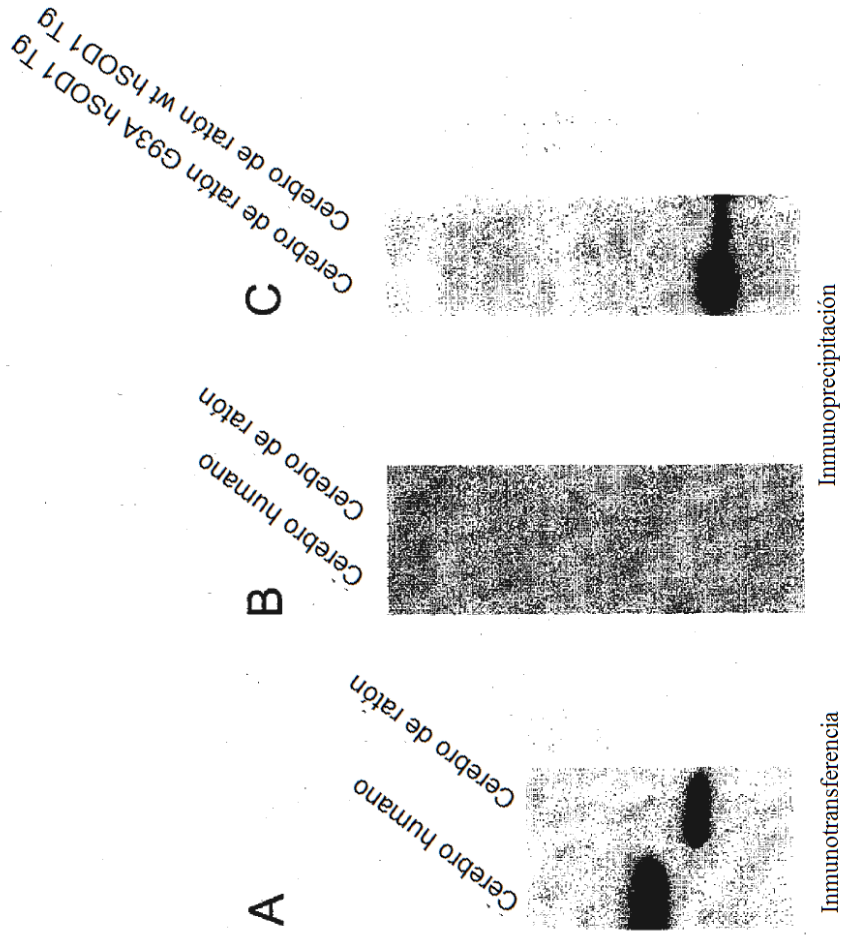 A
Cerebro humano
Cerebro de ratón
Inmunotransferencia
B
Cerebro humano
Cerebro de ratón
C
Cerebro de ratón G93A hSOD1 Tg
Cerebro de ratón wt hSOD1 Tg
Inmunoprecipitación